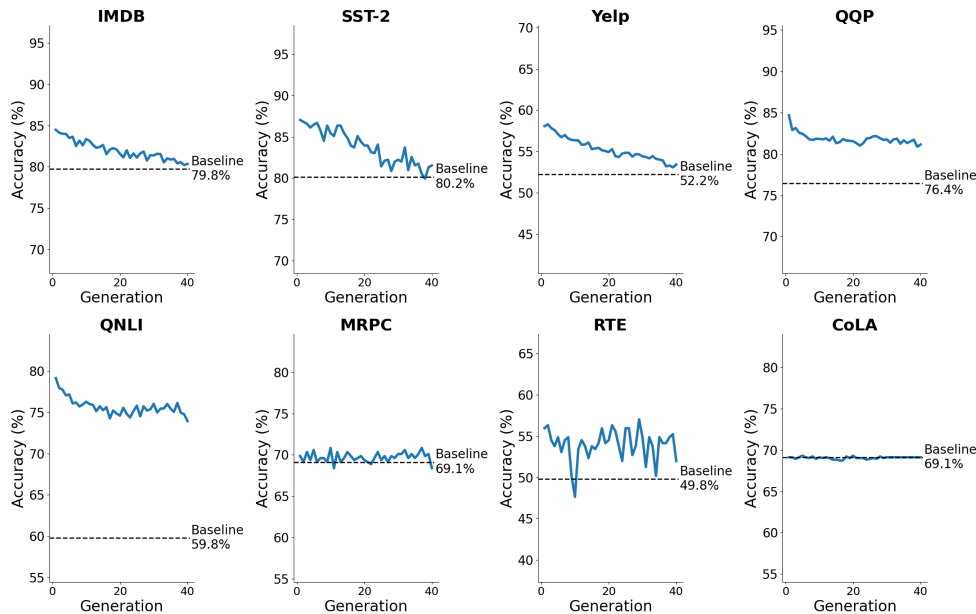 IMDB
SST-2
Yelp
QQP
Accuracy (%)
95
90
85
80
75
70
Baseline
79.8%
0
20
40
Generation
Accuracy (%)
95
90
85
80
75
70
Baseline
80.2%
0
20
40
Generation
Accuracy (%)
70
65
60
55
50
45
Baseline
52.2%
0
20
40
Generation
Accuracy (%)
95
90
85
80
75
70
Baseline
76.4%
0
20
40
Generation
QNLI
MRPC
RTE
CoLA
Accuracy (%)
80
75
70
65
60
55
Baseline
59.8%
0
20
40
Generation
Accuracy (%)
80
75
70
65
60
55
Baseline
69.1%
0
20
40
Generation
Accuracy (%)
65
60
55
50
45
40
Baseline
49.8%
0
20
40
Generation
Accuracy (%)
80
75
70
65
60
55
Baseline
69.1%
0
20
40
Generation